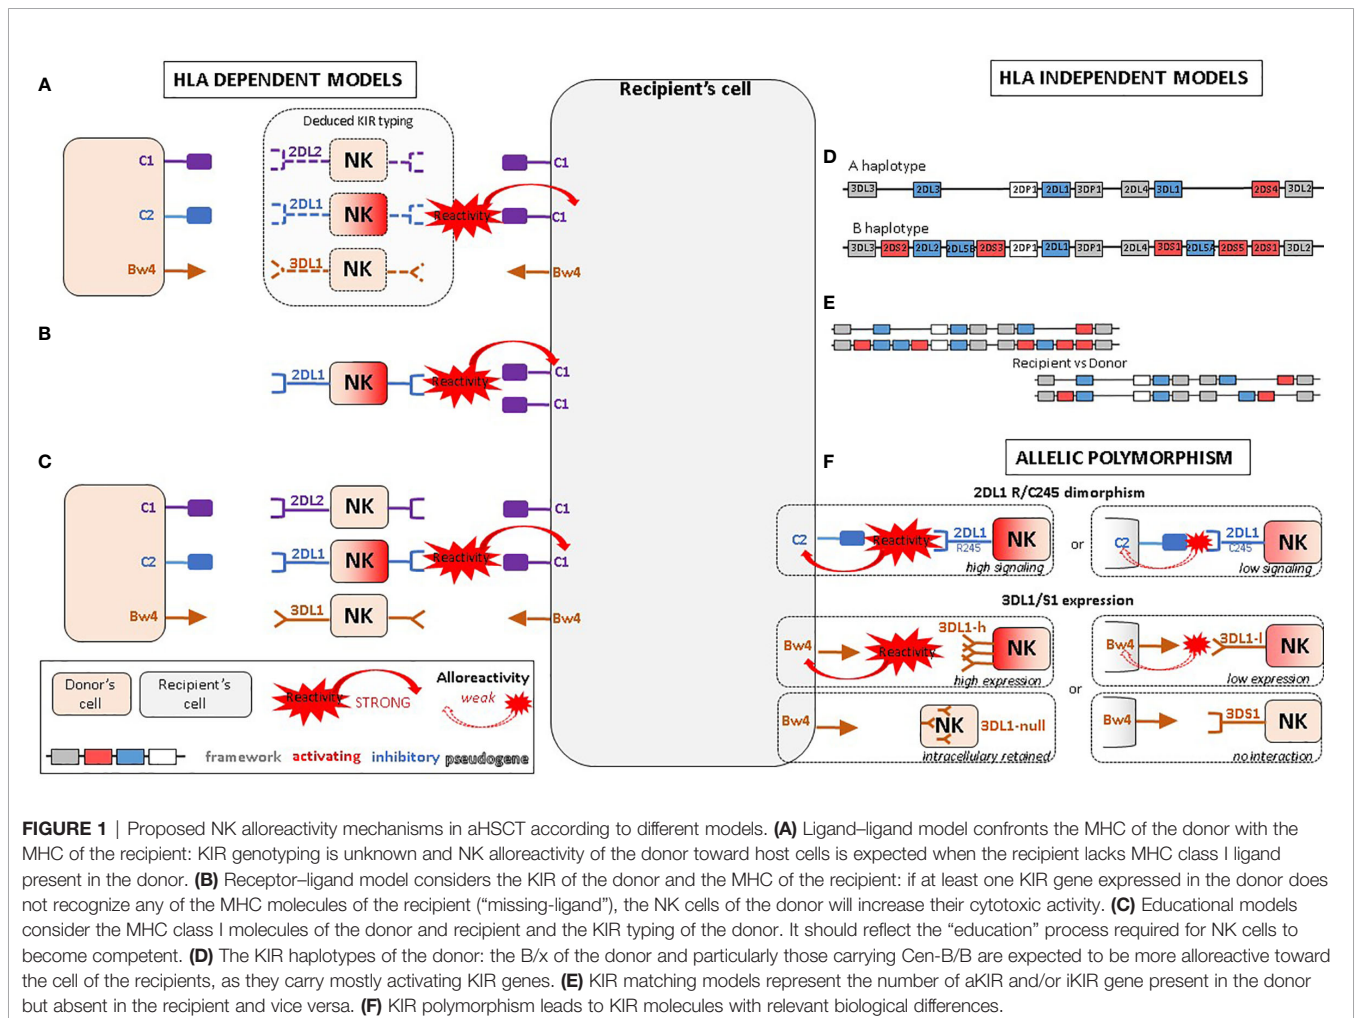 HLA DEPENDENT MODELS
HLA INDEPENDENT MODELS
Recipient's cell
A
Deduced KIR typing
C1
2DL2
NK
C1
C2
2DL1
NK
Reactivity
C1
Bw4
3DL1
NK
Bw4
B
2DL1
NK
Reactivity
C1
C1
C
C1
2DL2
NK
C1
C2
2DL1
NK
Reactivity
C1
Bw4
3DL1
NK
Bw4
Donor's cell
Recipient's cell
Reactivity
STRONG
Alloreactivity
weak
framework activating inhibitory pseudogene
D
A haplotype
3DL3 2DL3 2DP1 2DL1 3DP1 2DL4 3DL1 2DS4 3DL2
B haplotype
3DL3 2DS2 2DL2 2DL5B 2DS3 2DP1 2DL1 3DP1 2DL4 3DS1 2DL5A 2DS5 2DS1 3DL2
E
Recipient vs Donor
F
ALLELIC POLYMORPHISM
2DL1 R/C245 dimorphism
C2
Reactivity
2DL1
R245
NK
high signaling
or
C2
2DL1
C245
NK
low signaling
3DL1/S1 expression
Bw4
Reactivity
3DL1-h
NK
high expression
Bw4
3DL1-l
NK
low expression
or
Bw4
NK
3DL1-null
intracellulary retained
Bw4
3DS1
NK
no interaction
FIGURE 1 | Proposed NK alloreactivity mechanisms in aHSCT according to different models. (A) Ligand–ligand model confronts the MHC of the donor with the
MHC of the recipient: KIR genotyping is unknown and NK alloreactivity of the donor toward host cells is expected when the recipient lacks MHC class I ligand
present in the donor. (B) Receptor–ligand model considers the KIR of the donor and the MHC of the recipient: if at least one KIR gene expressed in the donor does
not recognize any of the MHC molecules of the recipient (“missing-ligand”), the NK cells of the donor will increase their cytotoxic activity. (C) Educational models
consider the MHC class I molecules of the donor and recipient and the KIR typing of the donor. It should reflect the “education” process required for NK cells to
become competent. (D) The KIR haplotypes of the donor: the B/x of the donor and particularly those carrying Cen-B/B are expected to be more alloreactive toward
the cell of the recipients, as they carry mostly activating KIR genes. (E) KIR matching models represent the number of aKIR and/or iKIR gene present in the donor
but absent in the recipient and vice versa. (F) KIR polymorphism leads to KIR molecules with relevant biological differences.